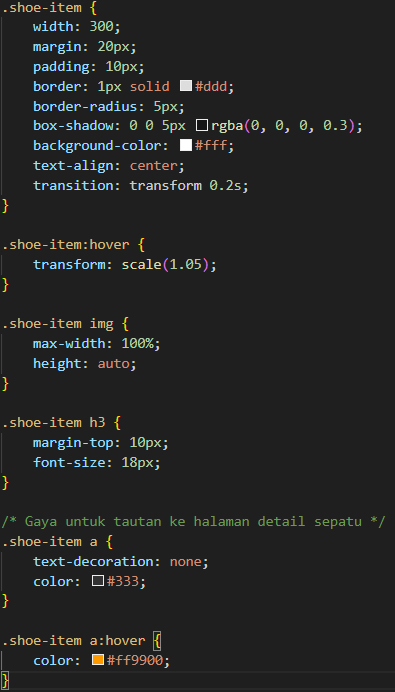 .shoe-item {
    width: 300;
    margin: 20px;
    padding: 10px;
    border: 1px solid #ddd;
    border-radius: 5px;
    box-shadow: 0 0 5px rgba(0, 0, 0, 0.3);
    background-color: #fff;
    text-align: center;
    transition: transform 0.2s;
}

.shoe-item:hover {
    transform: scale(1.05);
}

.shoe-item img {
    max-width: 100%;
    height: auto;
}

.shoe-item h3 {
    margin-top: 10px;
    font-size: 18px;
}

/* Gaya untuk tautan ke halaman detail sepatu */
.shoe-item a {
    text-decoration: none;
    color: #333;
}

.shoe-item a:hover {
    color: #ff9900;
}